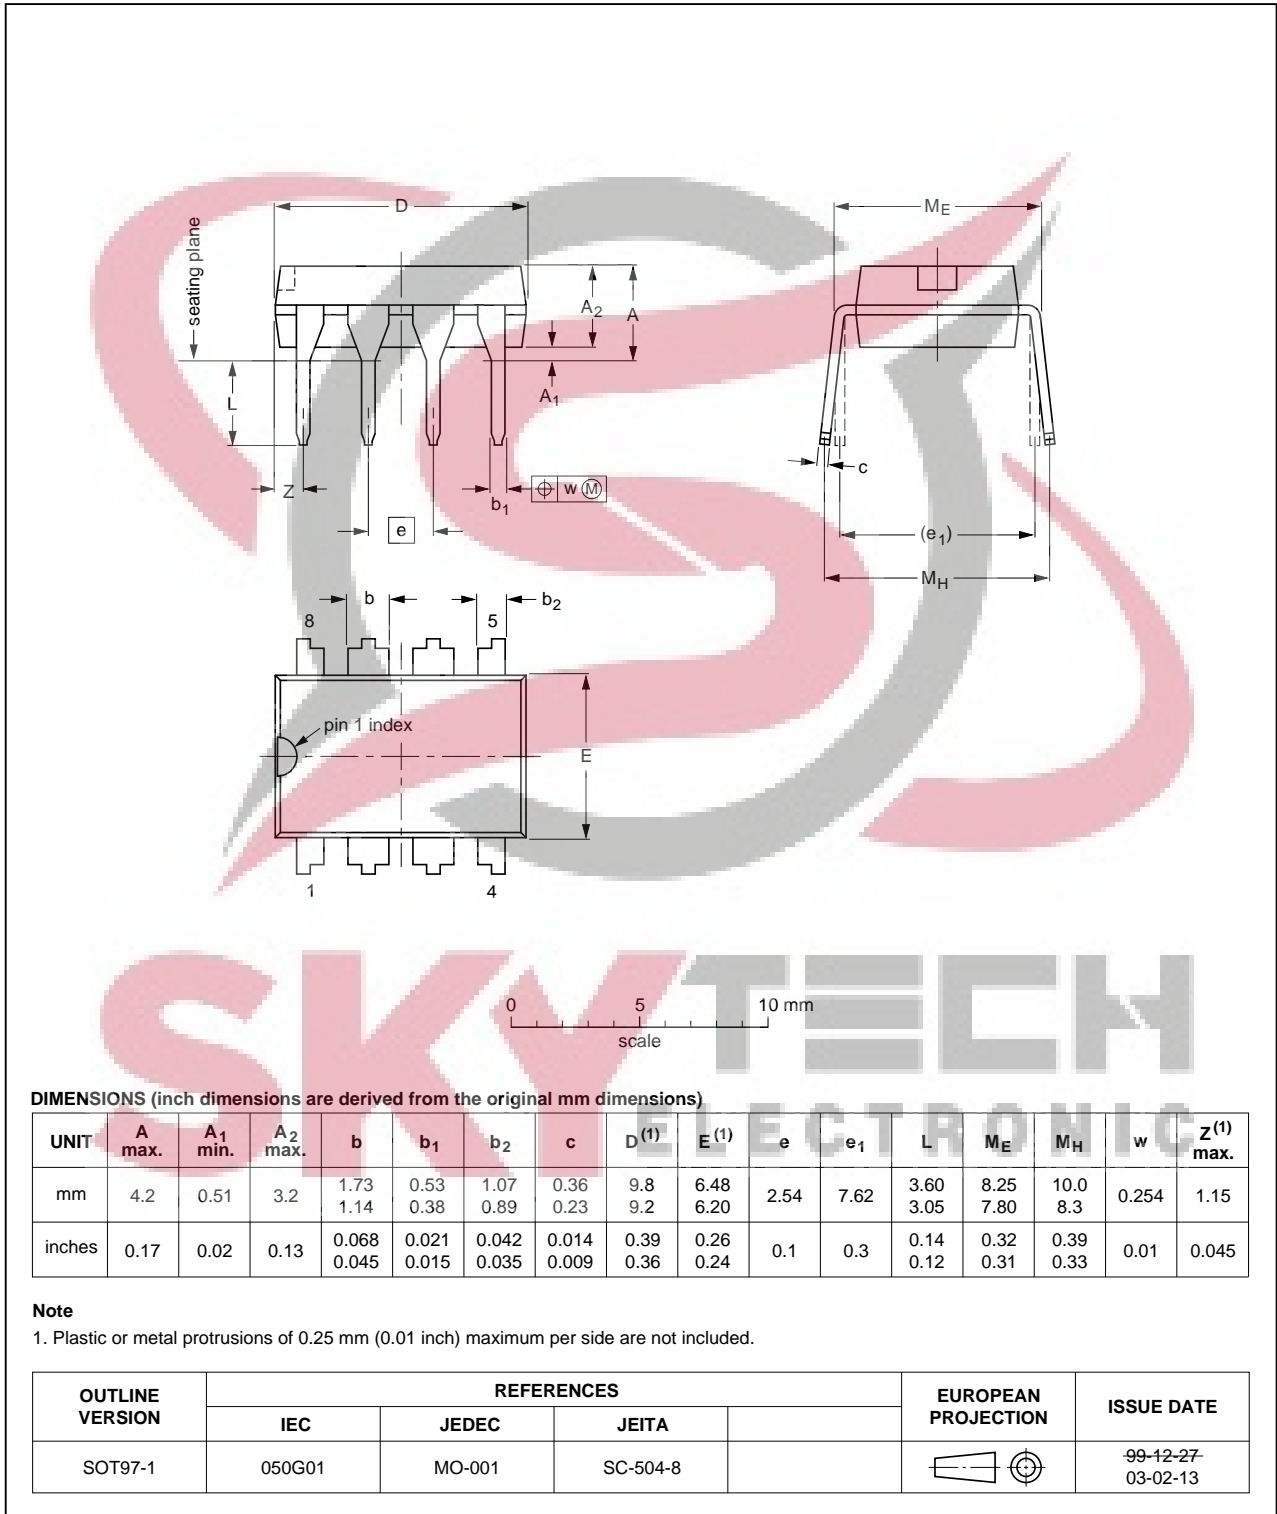 D
ME
seating plane
A2
A
A1
L
Z
b1
w M
e
c
(e1)
MH
b
b2
8
5
pin 1 index
E
1
4
0 5 10 mm
scale
SKYTECH
ELECTRONIC
DIMENSIONS (inch dimensions are derived from the original mm dimensions)
UNIT A max. A1 min. A2 max. b b1 b2 c D(1) E(1) e e1 L ME MH w Z(1) max.
mm 4.2 0.51 3.2 1.73 1.14 0.53 0.38 1.07 0.89 0.36 0.23 9.8 9.2 6.48 6.20 2.54 7.62 3.60 3.05 8.25 7.80 10.0 8.3 0.254 1.15
inches 0.17 0.02 0.13 0.068 0.045 0.021 0.015 0.042 0.035 0.014 0.009 0.39 0.36 0.26 0.24 0.1 0.3 0.14 0.12 0.32 0.31 0.39 0.33 0.01 0.045
Note
1. Plastic or metal protrusions of 0.25 mm (0.01 inch) maximum per side are not included.
OUTLINE VERSION REFERENCES EUROPEAN PROJECTION ISSUE DATE
IEC JEDEC JEITA
SOT97-1 050G01 MO-001 SC-504-8 99-12-27
03-02-13